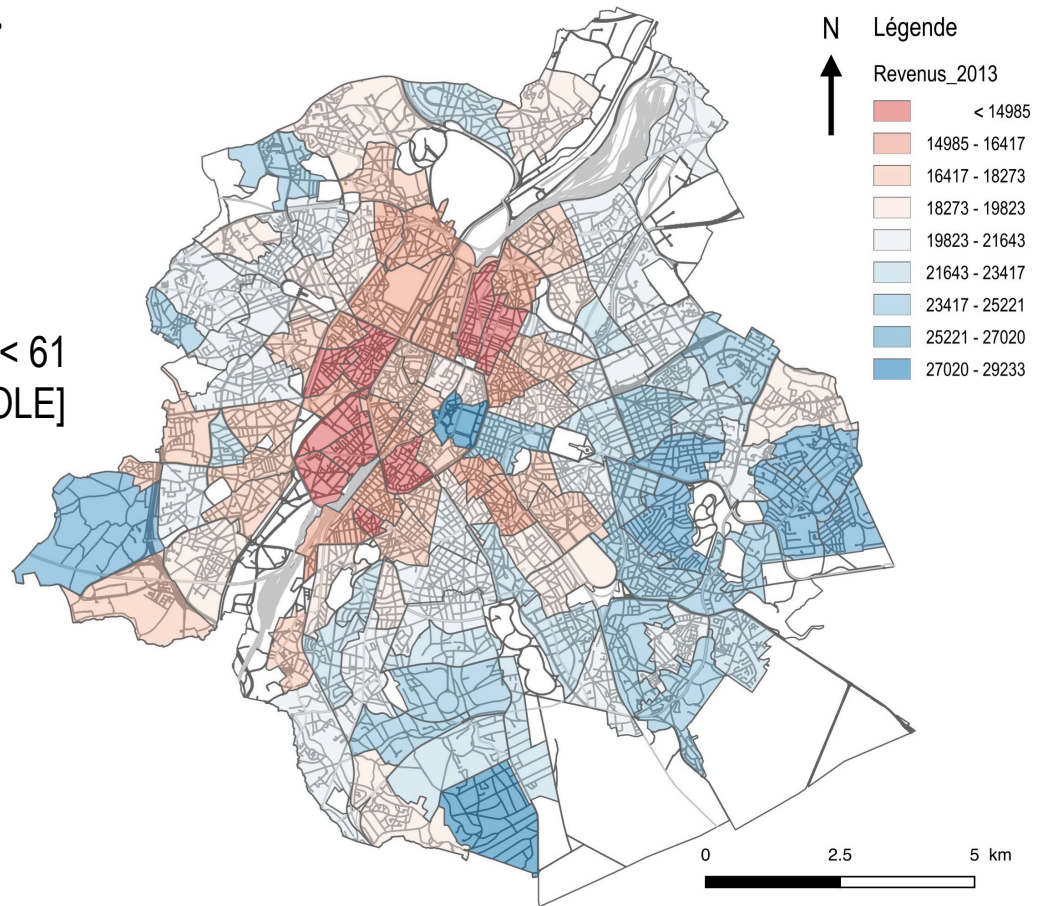 < 61
OLE]
N
Légende
Revenus_2013
< 14985
14985 - 16417
16417 - 18273
18273 - 19823
19823 - 21643
21643 - 23417
23417 - 25221
25221 - 27020
27020 - 29233
0 2.5 5 km